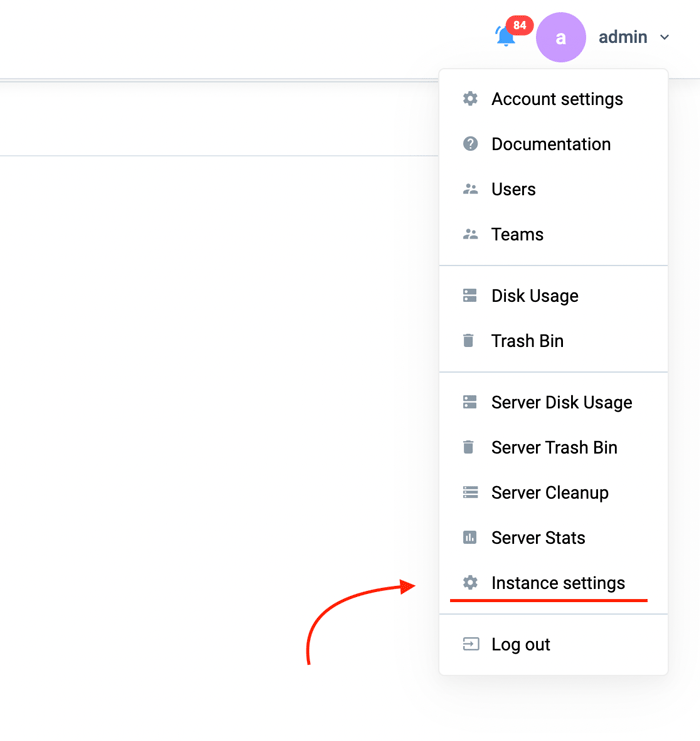 84
a
admin
Account settings
Documentation
Users
Teams
Disk Usage
Trash Bin
Server Disk Usage
Server Trash Bin
Server Cleanup
Server Stats
Instance settings
Log out